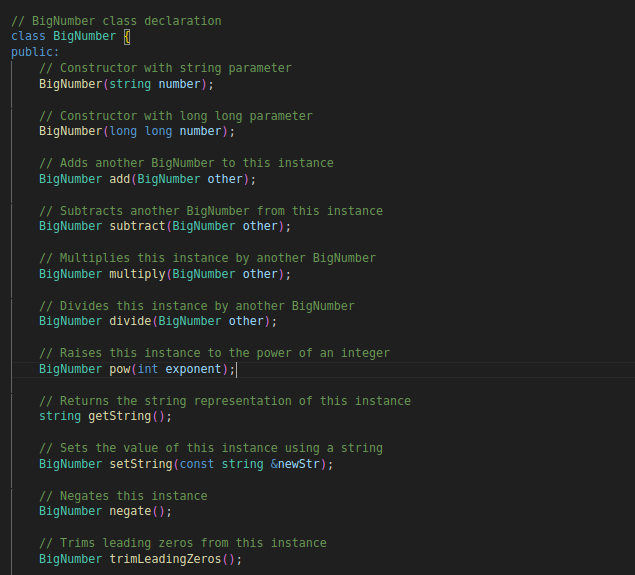 // BigNumber class declaration
class BigNumber {
public:
// Constructor with string parameter
BigNumber(string number);
// Constructor with long long parameter
BigNumber(long long number);
// Adds another BigNumber to this instance
BigNumber add(BigNumber other);
// Subtracts another BigNumber from this instance
BigNumber subtract(BigNumber other);
// Multiplies this instance by another BigNumber
BigNumber multiply(BigNumber other);
// Divides this instance by another BigNumber
BigNumber divide(BigNumber other);
// Raises this instance to the power of an integer
BigNumber pow(int exponent);
// Returns the string representation of this instance
string getString();
// Sets the value of this instance using a string
BigNumber setString(const string &newStr);
// Negates this instance
BigNumber negate();
// Trims leading zeros from this instance
BigNumber trimLeadingZeros();